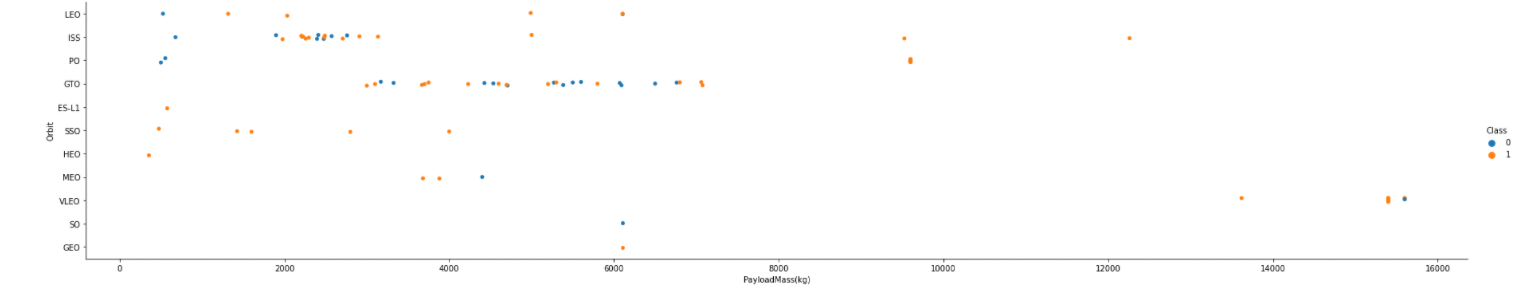 LEO
ISS
PO
GTO
ES-L1
SSO
HEO
MEO
VLEO
SO
GEO
Orbit
0 2000 4000 6000 8000 10000 12000 14000 16000
PayloadMass(kg)
Class
0
1